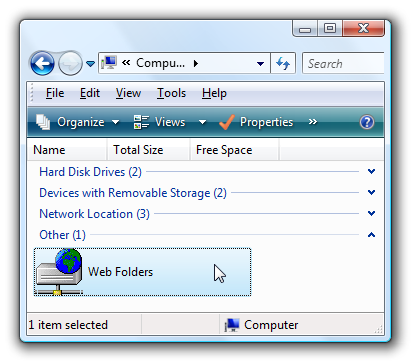 « Compu... Search
File Edit View Tools Help
Organize Views Properties »
Name Total Size Free Space
Hard Disk Drives (2)
Devices with Removable Storage (2)
Network Location (3)
Other (1)
Web Folders
1 item selected Computer